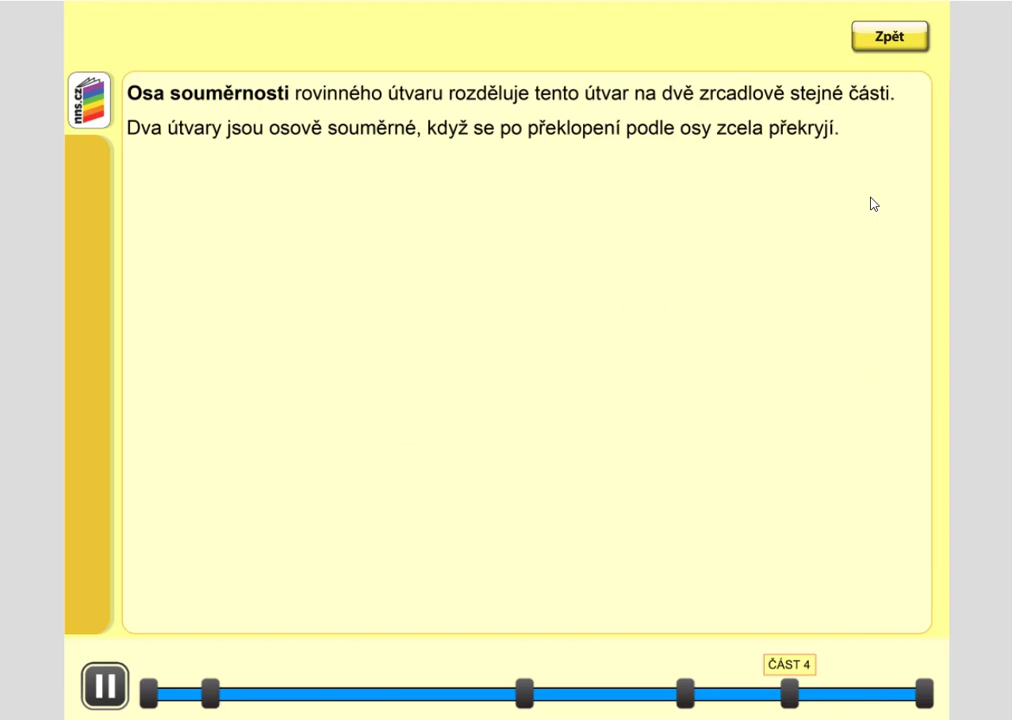 Zpět
nns.cz
Osa souměrnosti rovinného útvaru rozděluje tento útvar na dvě zrcadlově stejné části.
Dva útvary jsou osově souměrné, když se po překlopení podle osy zcela překryjí.
ČÁST 4